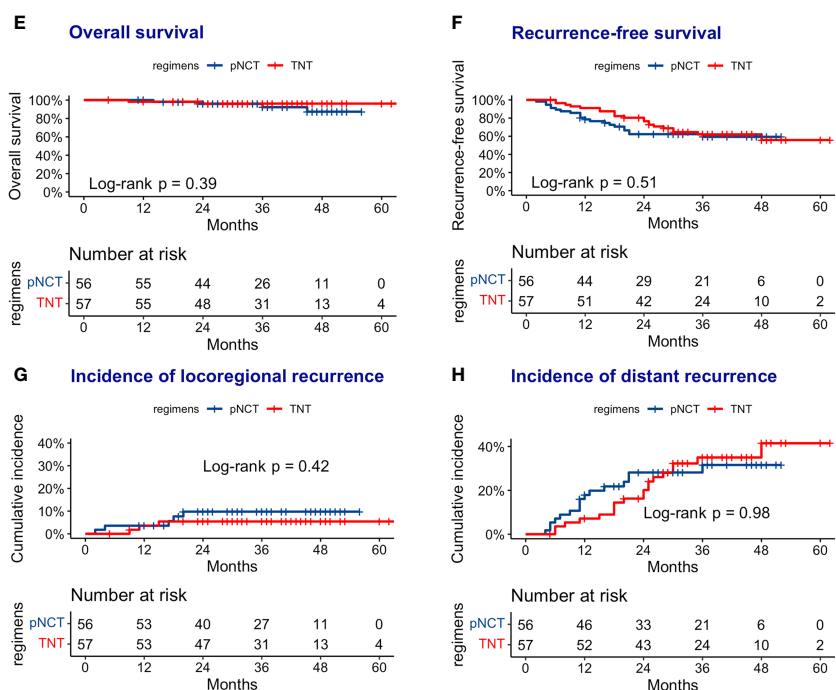 E Overall survival
regimens pNCT TNT
Overall survival
100%
80%
60%
40%
20%
0%
Log-rank p = 0.39
0 12 24 36 48 60
Months
Number at risk
regimens
pNCT 56 55 44 26 11 0
TNT 57 55 48 31 13 4
0 12 24 36 48 60
Months
F Recurrence-free survival
regimens pNCT TNT
Recurrence-free survival
100%
80%
60%
40%
20%
0%
Log-rank p = 0.51
0 12 24 36 48 60
Months
Number at risk
regimens
pNCT 56 44 29 21 6 0
TNT 57 51 42 24 10 2
0 12 24 36 48 60
Months
G Incidence of locoregional recurrence
regimens pNCT TNT
Cumulative incidence
40%
30%
20%
10%
0%
Log-rank p = 0.42
0 12 24 36 48 60
Months
Number at risk
regimens
pNCT 56 53 40 27 11 0
TNT 57 53 47 31 13 4
0 12 24 36 48 60
Months
H Incidence of distant recurrence
regimens pNCT TNT
Cumulative incidence
40%
20%
0%
Log-rank p = 0.98
0 12 24 36 48 60
Months
Number at risk
regimens
pNCT 56 46 33 21 6 0
TNT 57 52 43 24 10 2
0 12 24 36 48 60
Months